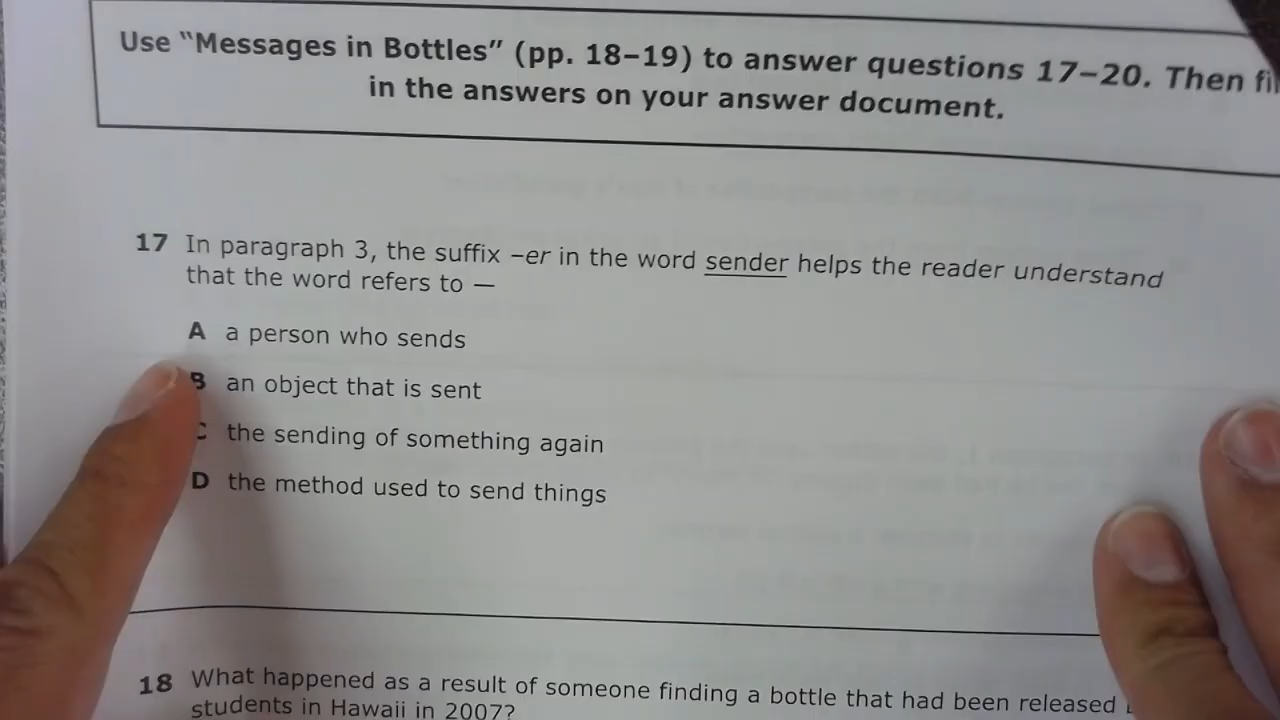 Use “Messages in Bottles” (pp. 18–19) to answer questions 17–20. Then
in the answers on your answer document.
17 In paragraph 3, the suffix –er in the word sender helps the reader understand
that the word refers to —
A a person who sends
B an object that is sent
C the sending of something again
D the method used to send things
18 What happened as a result of someone finding a bottle that had been released
students in Hawaii in 2007?